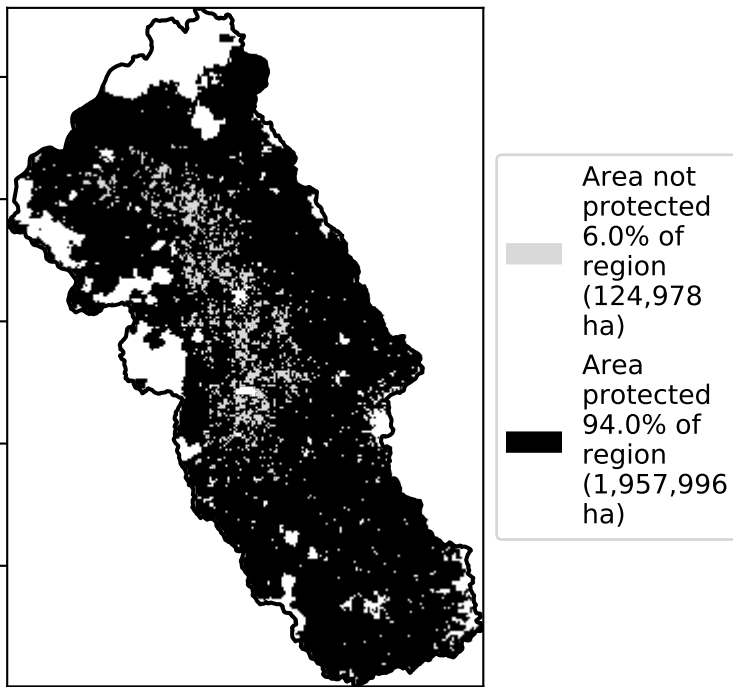 Area not
protected
6.0% of
region
(124,978
ha)
Area
protected
94.0% of
region
(1,957,996
ha)